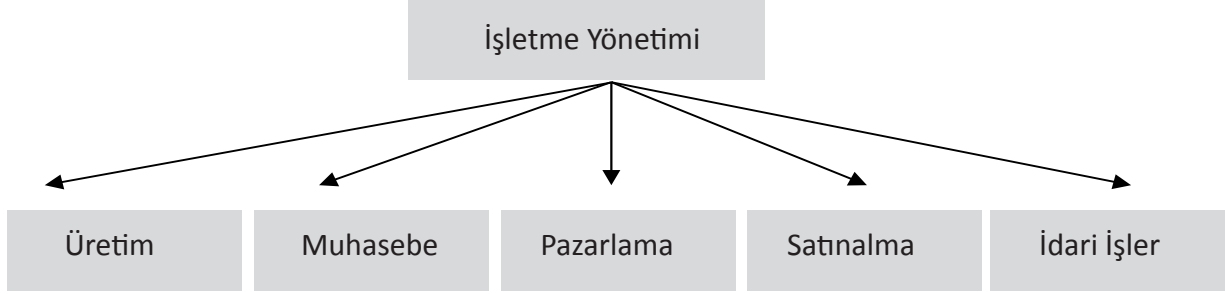 İşletme Yönetimi
Üretim
Muhasebe
Pazarlama
Satınalma
İdari İşler